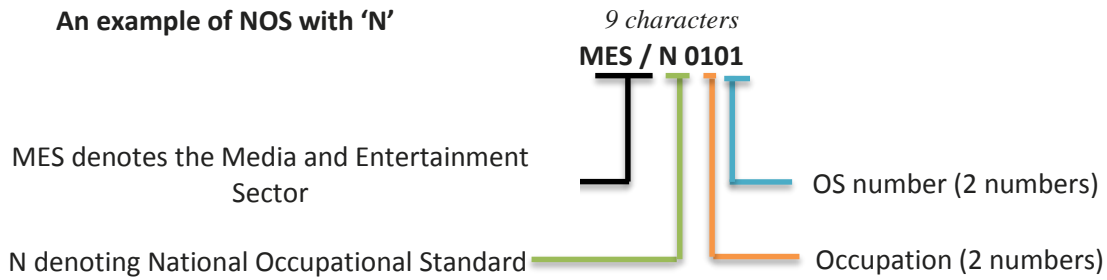 An example of NOS with ‘N’
9 characters
MES / N 0101
MES denotes the Media and Entertainment
Sector
OS number (2 numbers)
N denoting National Occupational Standard
Occupation (2 numbers)